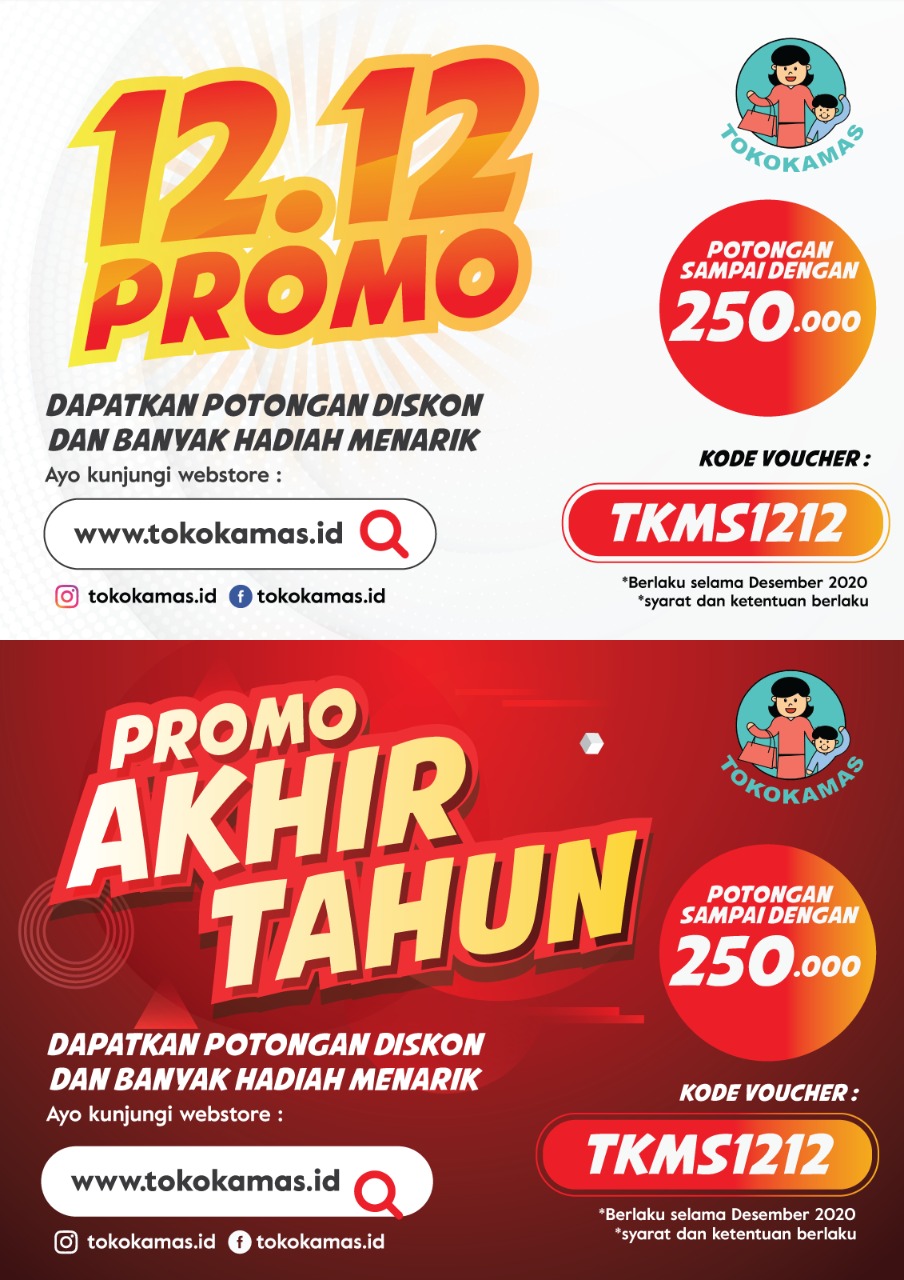 12.12
PROMO
TOKOKAMAS
POTONGAN
SAMPAI DENGAN
250.000
DAPATKAN POTONGAN DISKON
DAN BANYAK HADIAH MENARIK
Ayo kunjungi webstore :
www.tokokamas.id
tokokamas.id tokokamas.id
KODE VOUCHER :
TKMS1212
*Berlaku selama Desember 2020
*syarat dan ketentuan berlaku
PROMO
AKHIR
TAHUN
TOKOKAMAS
POTONGAN
SAMPAI DENGAN
250.000
DAPATKAN POTONGAN DISKON
DAN BANYAK HADIAH MENARIK
Ayo kunjungi webstore :
www.tokokamas.id
tokokamas.id tokokamas.id
KODE VOUCHER :
TKMS1212
*Berlaku selama Desember 2020
*syarat dan ketentuan berlaku